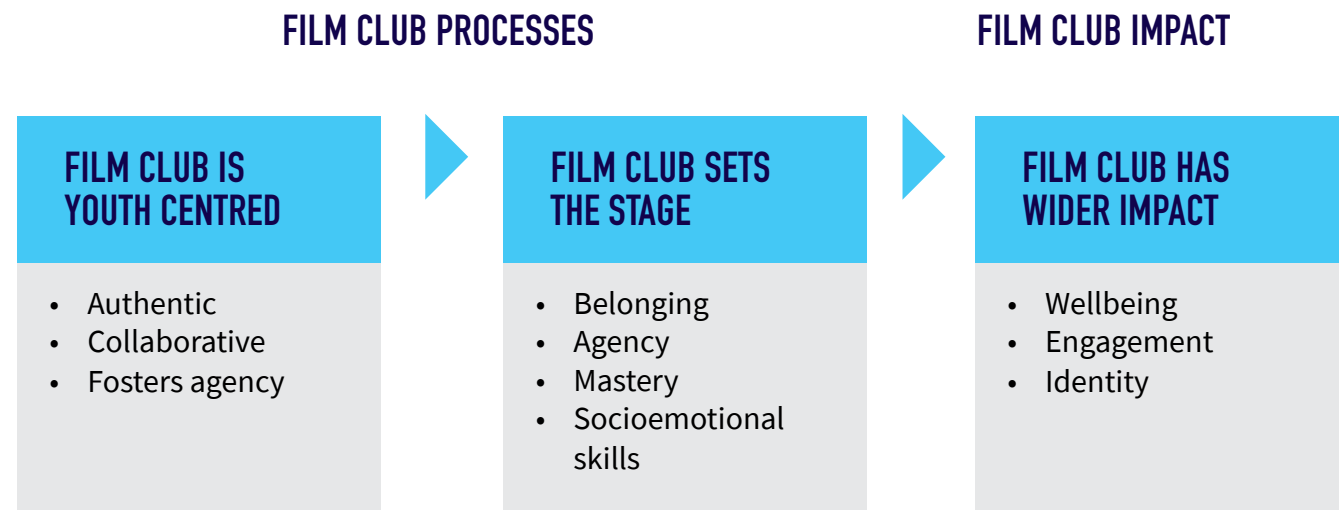 FILM CLUB PROCESSES
FILM CLUB IMPACT
FILM CLUB IS
YOUTH CENTRED
• Authentic
• Collaborative
• Fosters agency
FILM CLUB SETS
THE STAGE
• Belonging
• Agency
• Mastery
• Socioemotional
skills
FILM CLUB HAS
WIDER IMPACT
• Wellbeing
• Engagement
• Identity